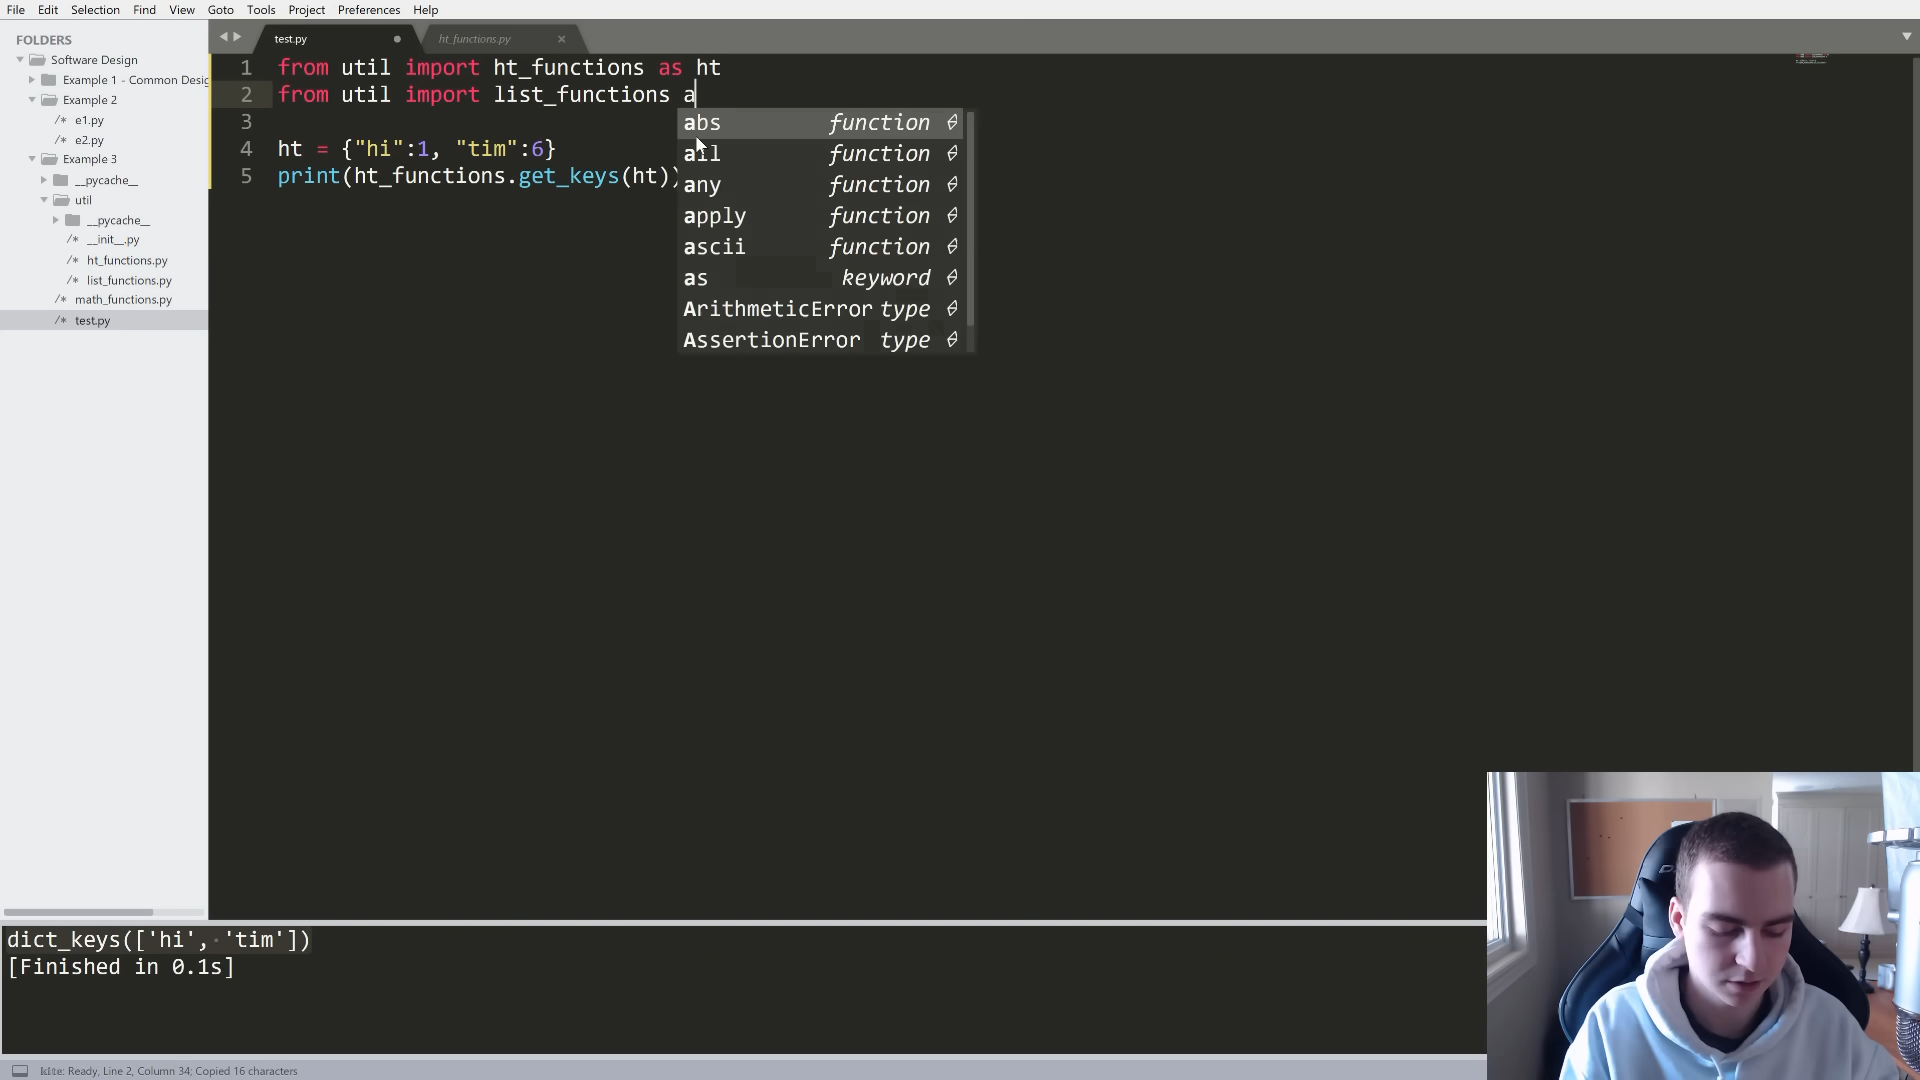 File Edit Selection Find View Goto Tools Project Preferences Help
FOLDERS
Software Design
Example 1 - Common Desig
Example 2
e1.py
e2.py
Example 3
__pycache__
util
__pycache__
__init__.py
ht_functions.py
list_functions.py
math_functions.py
test.py
test.py ht_functions.py
1 from util import ht_functions as ht
2 from util import list_functions a
3
4 ht = {"hi":1, "tim":6}
5 print(ht_functions.get_keys(ht))
abs function
all function
any function
apply function
ascii function
as keyword
ArithmeticError type
AssertionError type
dict_keys(['hi', 'tim'])
[Finished in 0.1s]
kite: Ready, Line 2, Column 34; Copied 16 characters